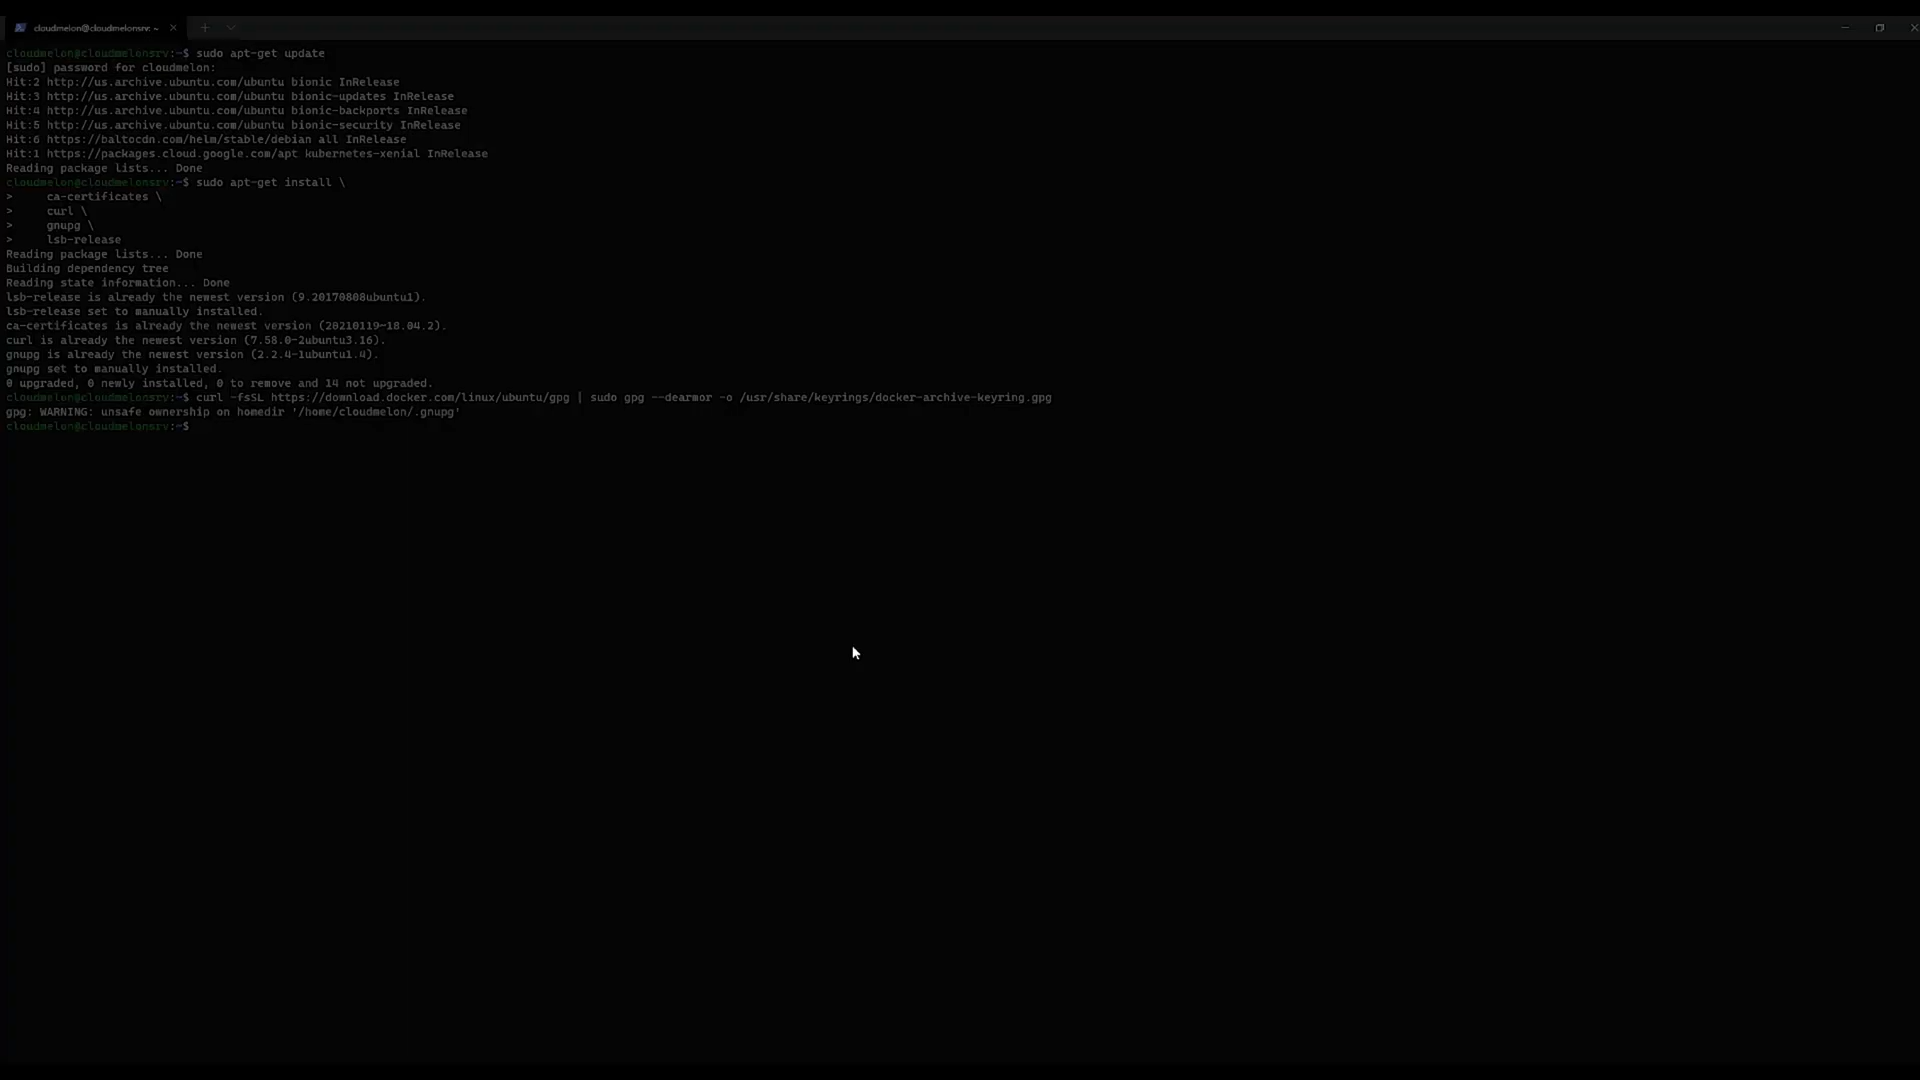 cloudmelon@cloudmelonsrv: ~
cloudmelon@cloudmelonsrv:~$ sudo apt-get update
[sudo] password for cloudmelon:
Hit:2 http://us.archive.ubuntu.com/ubuntu bionic InRelease
Hit:3 http://us.archive.ubuntu.com/ubuntu bionic-updates InRelease
Hit:4 http://us.archive.ubuntu.com/ubuntu bionic-backports InRelease
Hit:5 http://us.archive.ubuntu.com/ubuntu bionic-security InRelease
Hit:6 https://baltocdn.com/helm/stable/debian all InRelease
Hit:1 https://packages.cloud.google.com/apt kubernetes-xenial InRelease
Reading package lists... Done
cloudmelon@cloudmelonsrv:~$ sudo apt-get install \
>     ca-certificates \
>     curl \
>     gnupg \
>     lsb-release
Reading package lists... Done
Building dependency tree
Reading state information... Done
lsb-release is already the newest version (9.20170808ubuntu1).
lsb-release set to manually installed.
ca-certificates is already the newest version (20210119~18.04.2).
curl is already the newest version (7.58.0-2ubuntu3.16).
gnupg is already the newest version (2.2.4-1ubuntu1.4).
gnupg set to manually installed.
0 upgraded, 0 newly installed, 0 to remove and 14 not upgraded.
cloudmelon@cloudmelonsrv:~$ curl -fsSL https://download.docker.com/linux/ubuntu/gpg | sudo gpg --dearmor -o /usr/share/keyrings/docker-archive-keyring.gpg
gpg: WARNING: unsafe ownership on homedir '/home/cloudmelon/.gnupg'
cloudmelon@cloudmelonsrv:~$